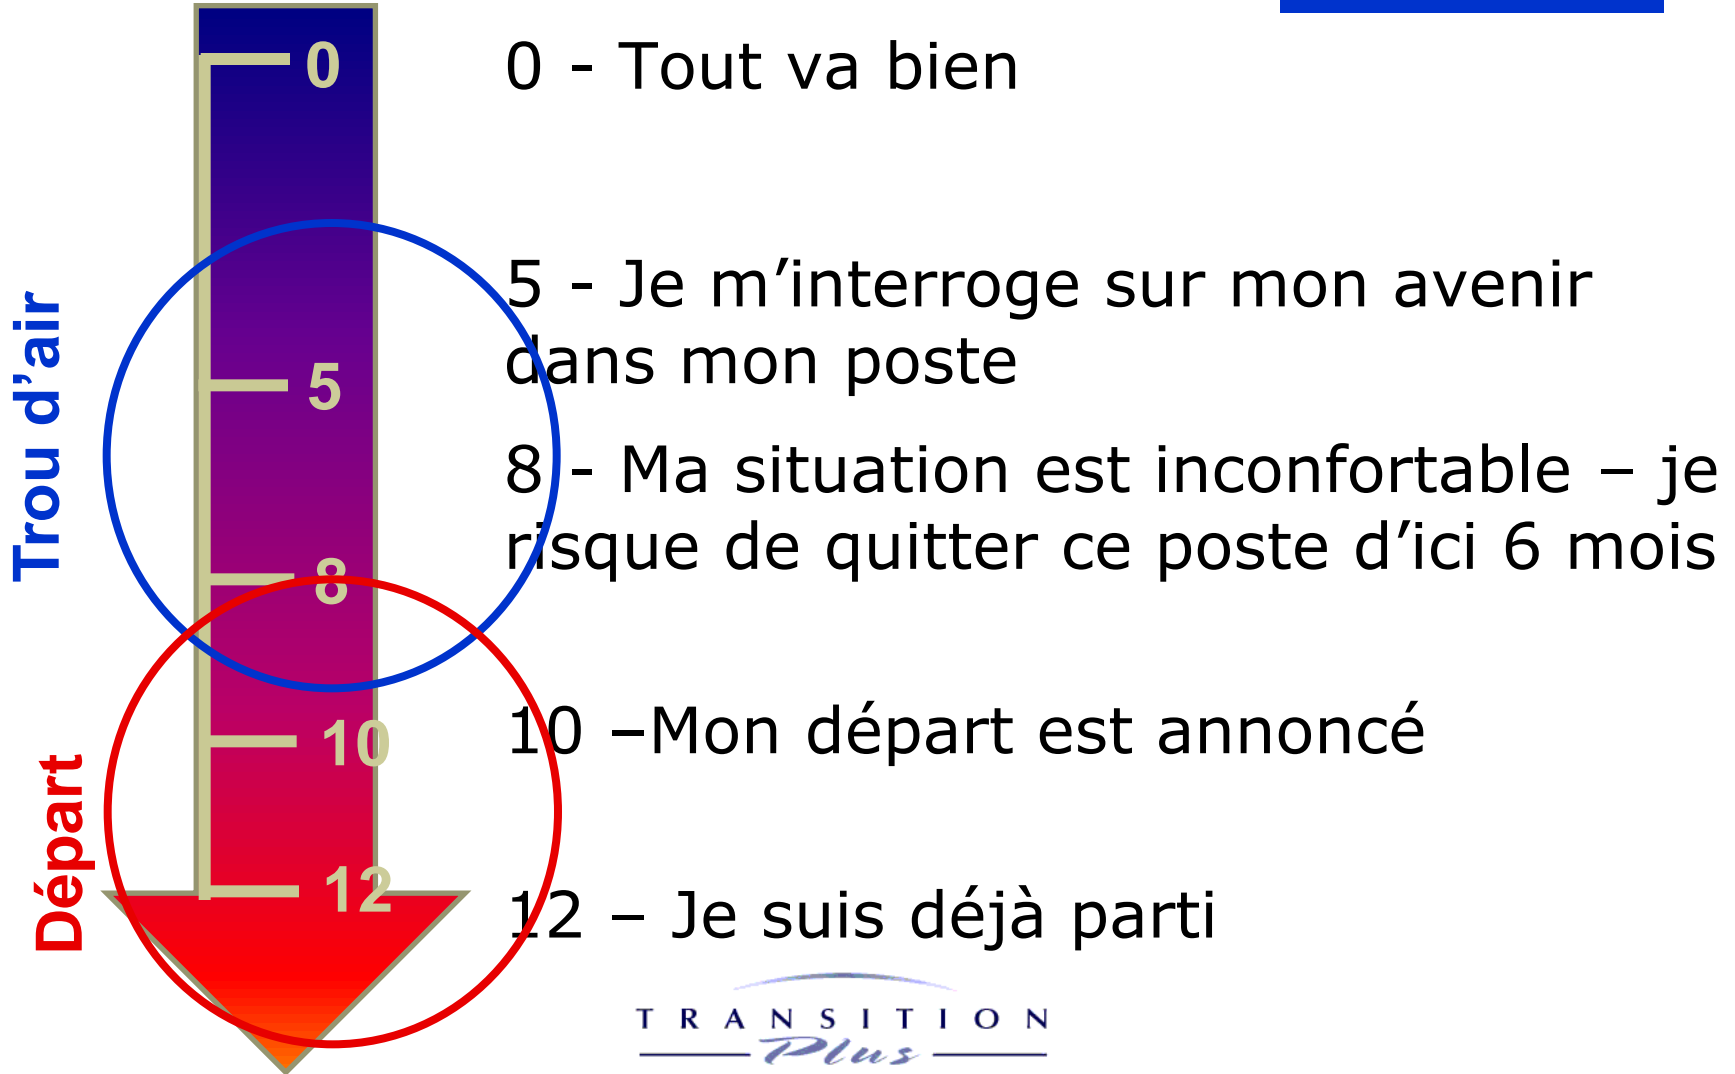 0
0 - Tout va bien
Trou d’air
5 - Je m’interroge sur mon avenir
dans mon poste
5
8 - Ma situation est inconfortable – je
risque de quitter ce poste d’ici 6 mois
8
Départ
10 –Mon départ est annoncé
10
12 – Je suis déjà parti
12
TRANSITION
Plus